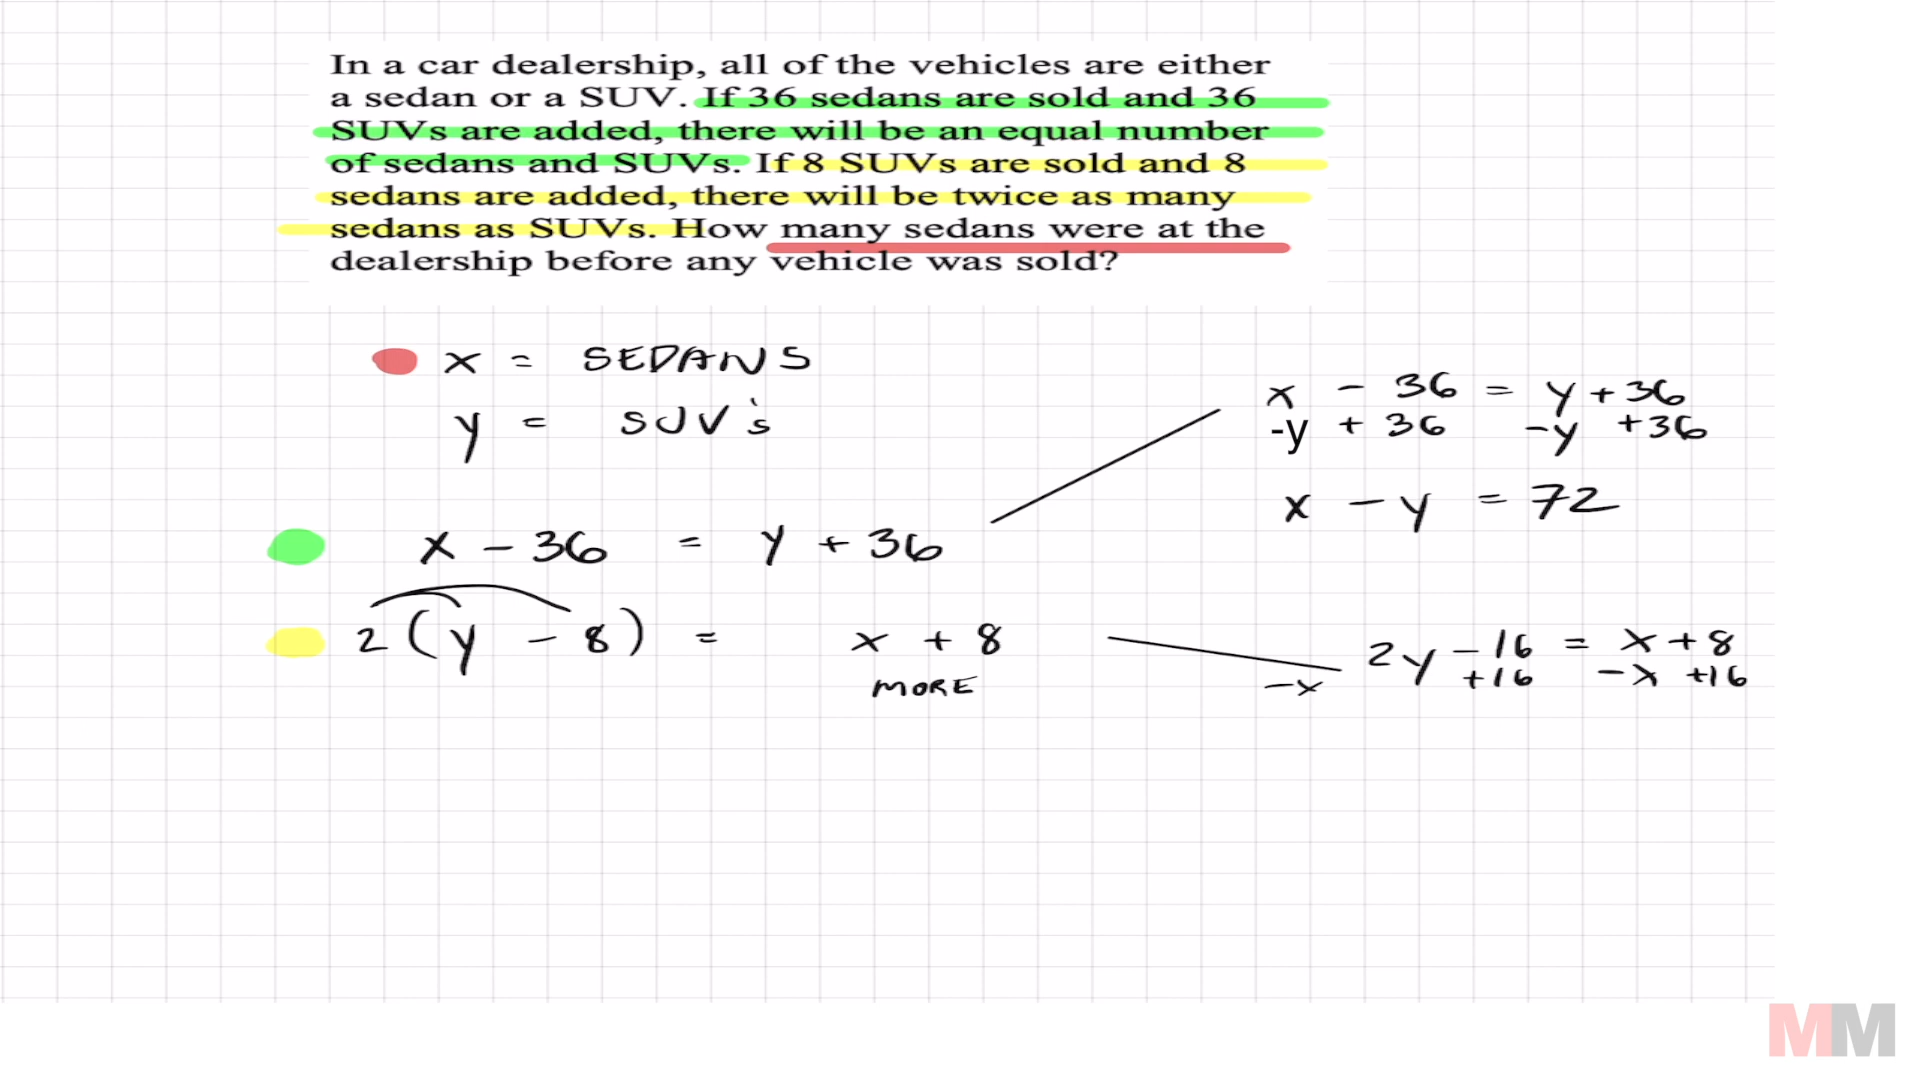 In a car dealership, all of the vehicles are either
a sedan or a SUV. If 36 sedans are sold and 36
SUVs are added, there will be an equal number
of sedans and SUVs. If 8 SUVs are sold and 8
sedans are added, there will be twice as many
sedans as SUVs. How many sedans were at the
dealership before any vehicle was sold?
x = SEDANS
y = SUV's
x - 36 = y + 36
-y + 36 -y +36
x - y = 72
x - 36 = y + 36
2 (y - 8) = x + 8
MORE
2y - 16 = x + 8
-x +16 -x +16
MM